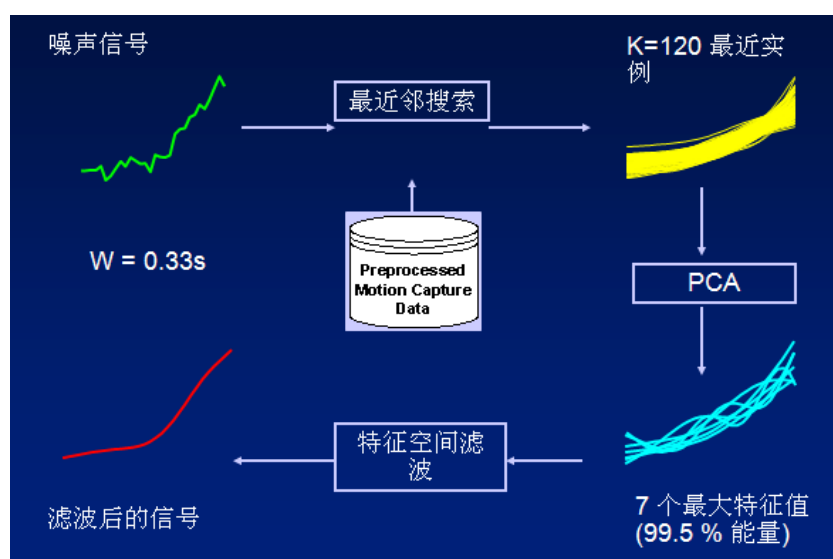 噪声信号
最近邻搜索
K=120 最近实
例
W = 0.33s
Preprocessed
Motion Capture
Data
PCA
特征空间滤
波
滤波后的信号
7 个最大特征值
(99.5 % 能量)